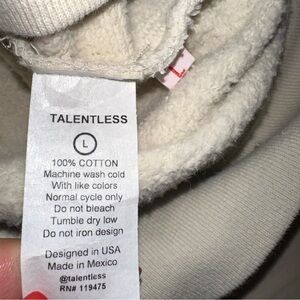 TALENTLESS
L
100% COTTON
Machine wash cold
With like colors
Normal cycle only
Do not bleach
Tumble dry low
Do not iron design
Designed in USA
Made in Mexico
@talentless
RN# 119475